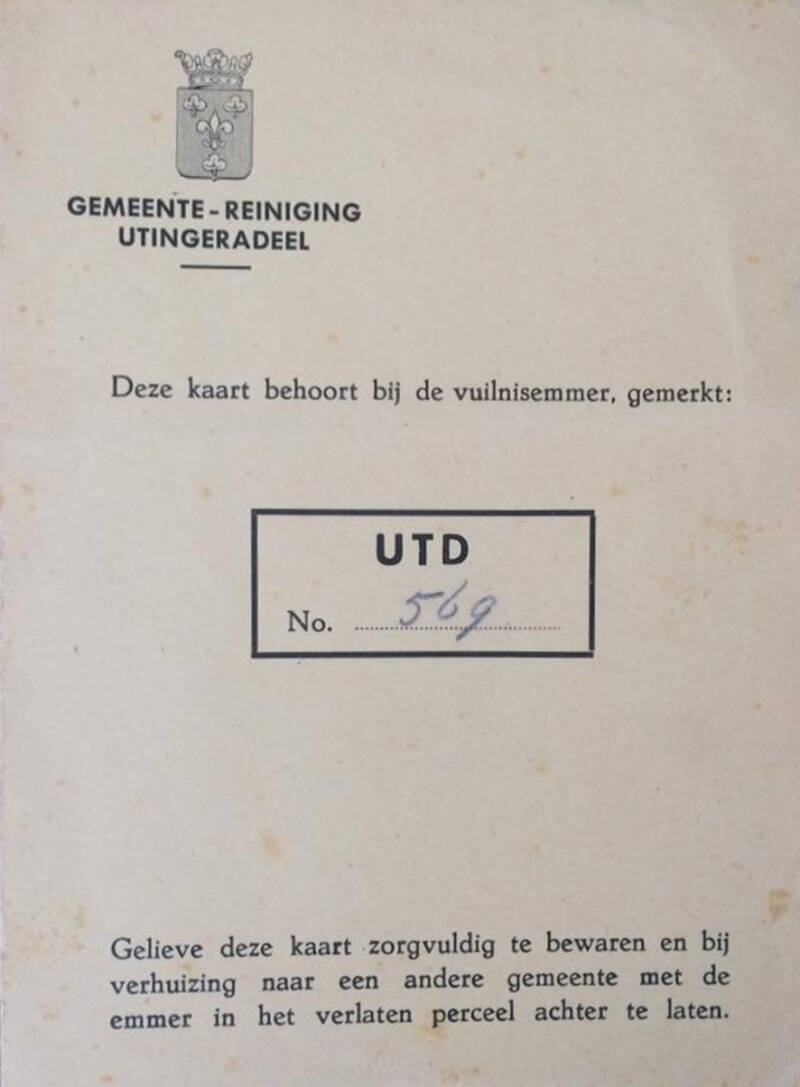 GEMEENTE-REINIGING
UTINGERADEEL
Deze kaart behoort bij de vuilnisemmer, gemerkt:
UTD
No. 569
Gelieve deze kaart zorgvuldig te bewaren en bij
verhuizing naar een andere gemeente met de
emmer in het verlaten perceel achter te laten.